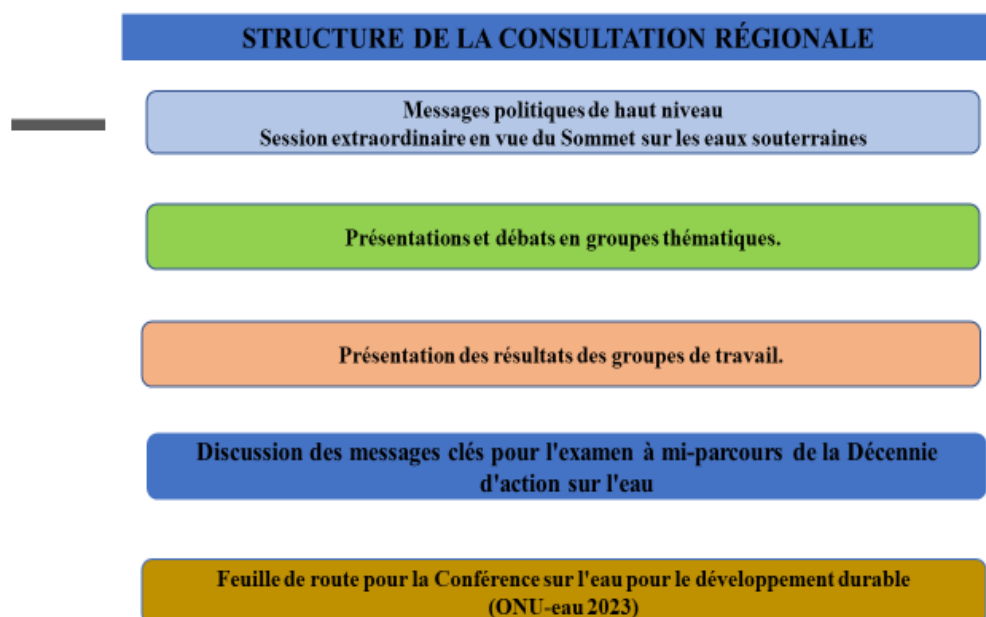 STRUCTURE DE LA CONSULTATION RÉGIONALE
Messages politiques de haut niveau
Session extraordinaire en vue du Sommet sur les eaux souterraines
Présentations et débats en groupes thématiques.
Présentation des résultats des groupes de travail.
Discussion des messages clés pour l'examen à mi-parcours de la Décennie
d'action sur l'eau
Feuille de route pour la Conférence sur l'eau pour le développement durable
(ONU-eau 2023)